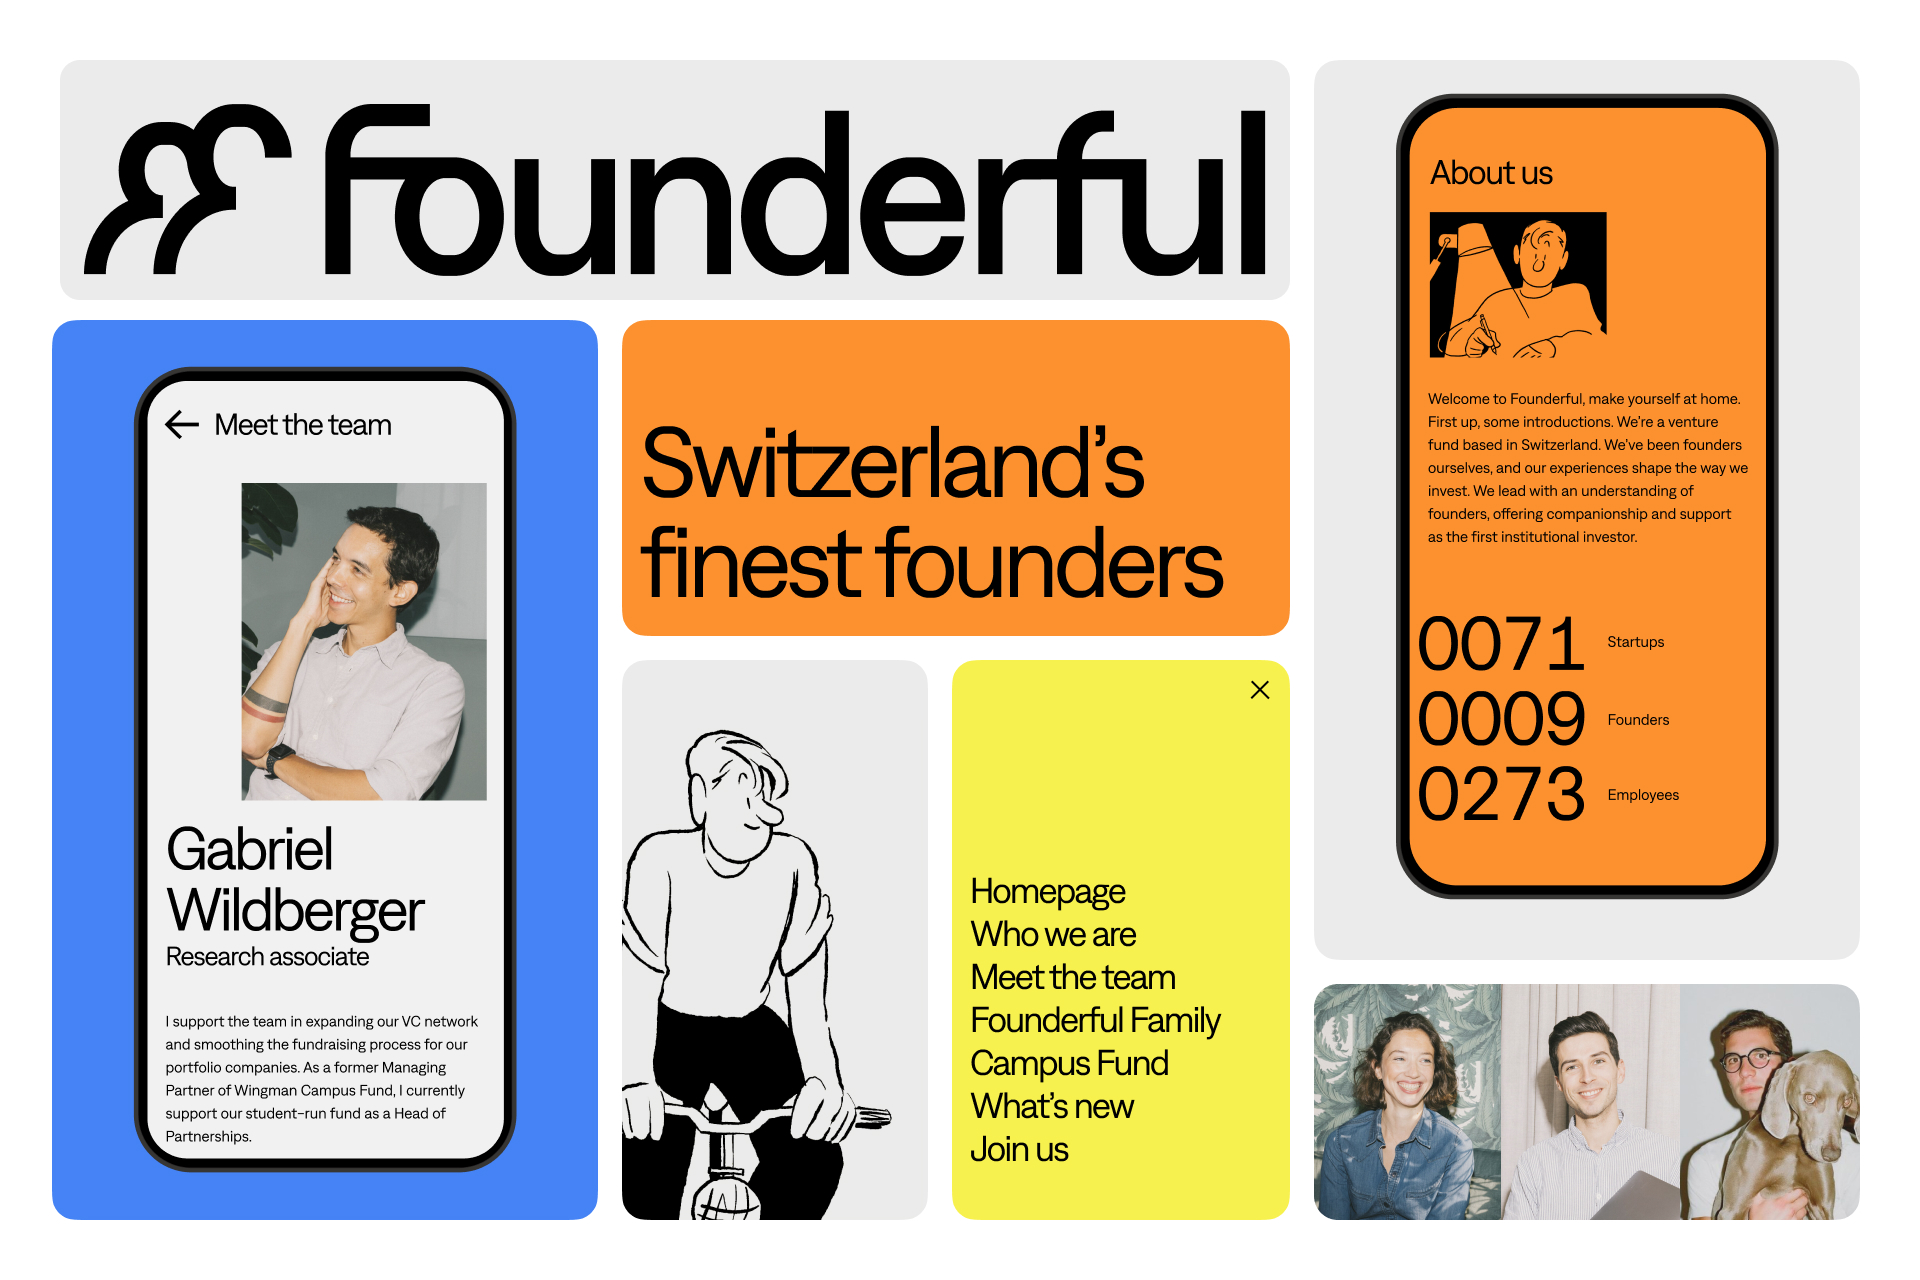 founderful
Meet the team
Gabriel
Wildberger
Research associate
I support the team in expanding our VC network
and smoothing the fundraising process for our
portfolio companies. As a former Managing
Partner of Wingman Campus Fund, I currently
support our student-run fund as a Head of
Partnerships.
Switzerland’s
finest founders
Homepage
Who we are
Meet the team
Founderful Family
Campus Fund
What’s new
Join us
About us
Welcome to Founderful, make yourself at home.
First up, some introductions. We’re a venture
fund based in Switzerland. We’ve been founders
ourselves, and our experiences shape the way we
invest. We lead with an understanding of
founders, offering companionship and support
as the first institutional investor.
0071 Startups
0009 Founders
0273 Employees